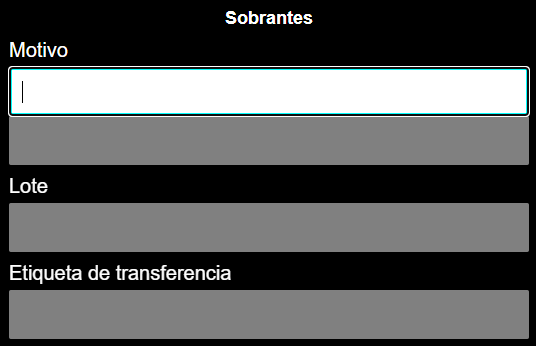 Sobrantes
Motivo
Lote
Etiqueta de transferencia